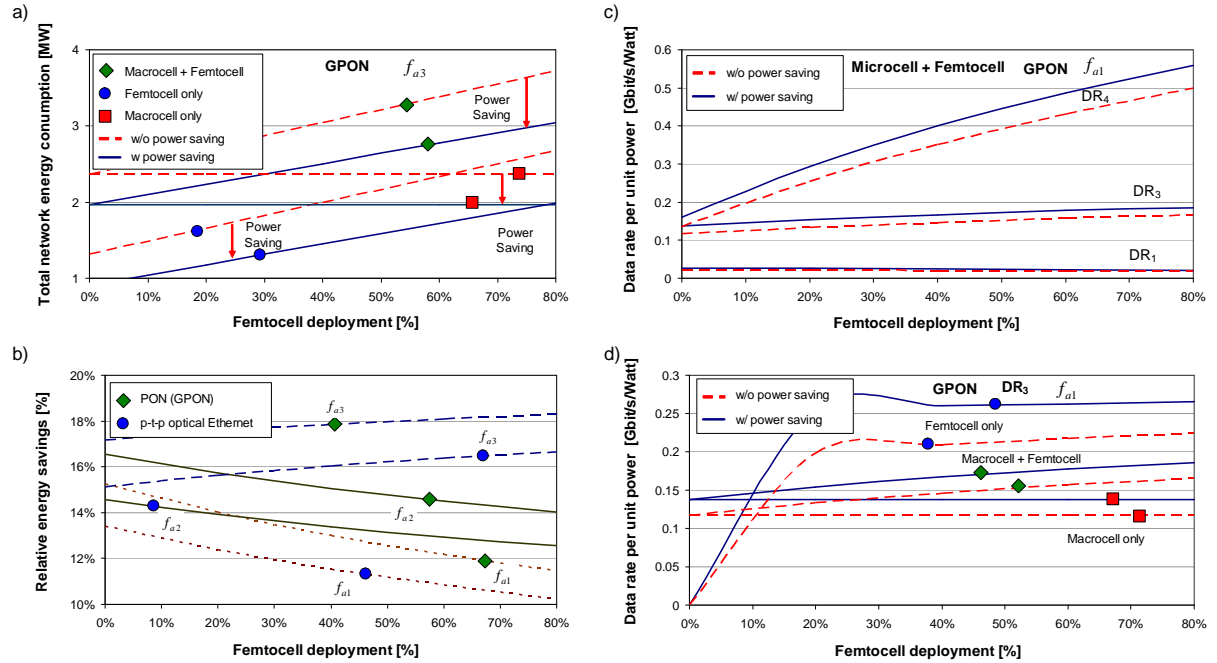 a)
Total network energy conumption [MW]
4
3
2
1
0%
10%
20%
30%
40%
50%
60%
70%
80%
Femtocell deployment [%]
Macrocell + Femtocell
Femtocell only
Macrocell only
w/o power saving
w power saving
GPON
fa3
Power
Saving
Power
Saving
Power
Saving
c)
Data rate per unit power [Gbit/s/Watt]
0.6
0.5
0.4
0.3
0.2
0.1
0
0%
10%
20%
30%
40%
50%
60%
70%
80%
Femtocell deployment [%]
w/o power saving
w/ power saving
Microcell + Femtocell GPON fa1
DR4
DR3
DR1
b)
Relative energy savings [%]
20%
18%
16%
14%
12%
10%
0%
10%
20%
30%
40%
50%
60%
70%
80%
Femtocell deployment [%]
PON (GPON)
p-t-p optical Ethernet
fa3
fa3
fa2
fa2
fa1
fa1
d)
Data rate per unit power [Gbit/s/Watt]
0.3
0.25
0.2
0.15
0.1
0.05
0
0%
10%
20%
30%
40%
50%
60%
70%
80%
Femtocell deployment [%]
w/o power saving
w/ power saving
GPON DR3 fa1
Femtocell only
Macrocell + Femtocell
Macrocell only